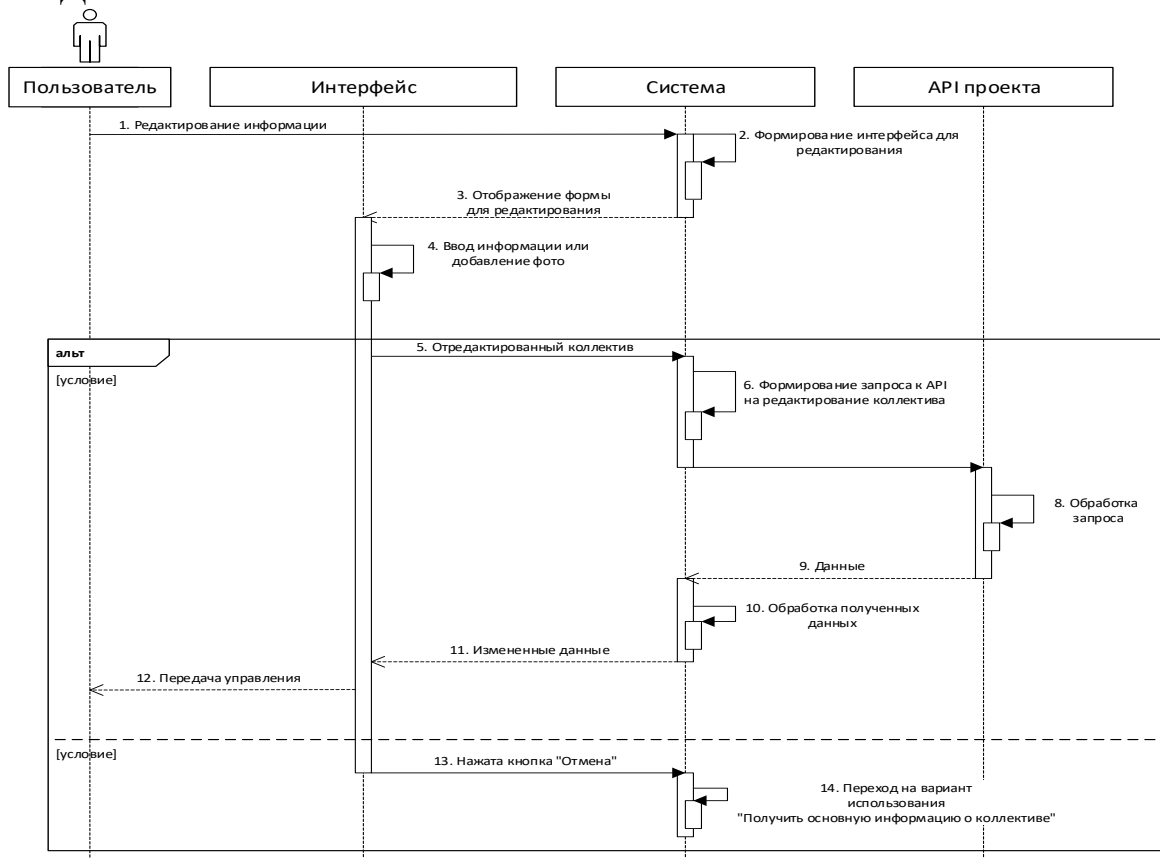 Пользователь
Интерфейс
Система
API проекта
1. Редактирование информации
2. Формирование интерфейса для
редактирования
3. Отображение формы
для редактирования
4. Ввод информации или
добавление фото
альт
5. Отредактированный коллектив
[условие]
6. Формирование запроса к API
на редактирование коллектива
8. Обработка
запроса
9. Данные
10. Обработка полученных
данных
11. Измененные данные
12. Передача управления
[условие]
13. Нажата кнопка "Отмена"
14. Переход на вариант
использования
"Получить основную информацию о коллективе"